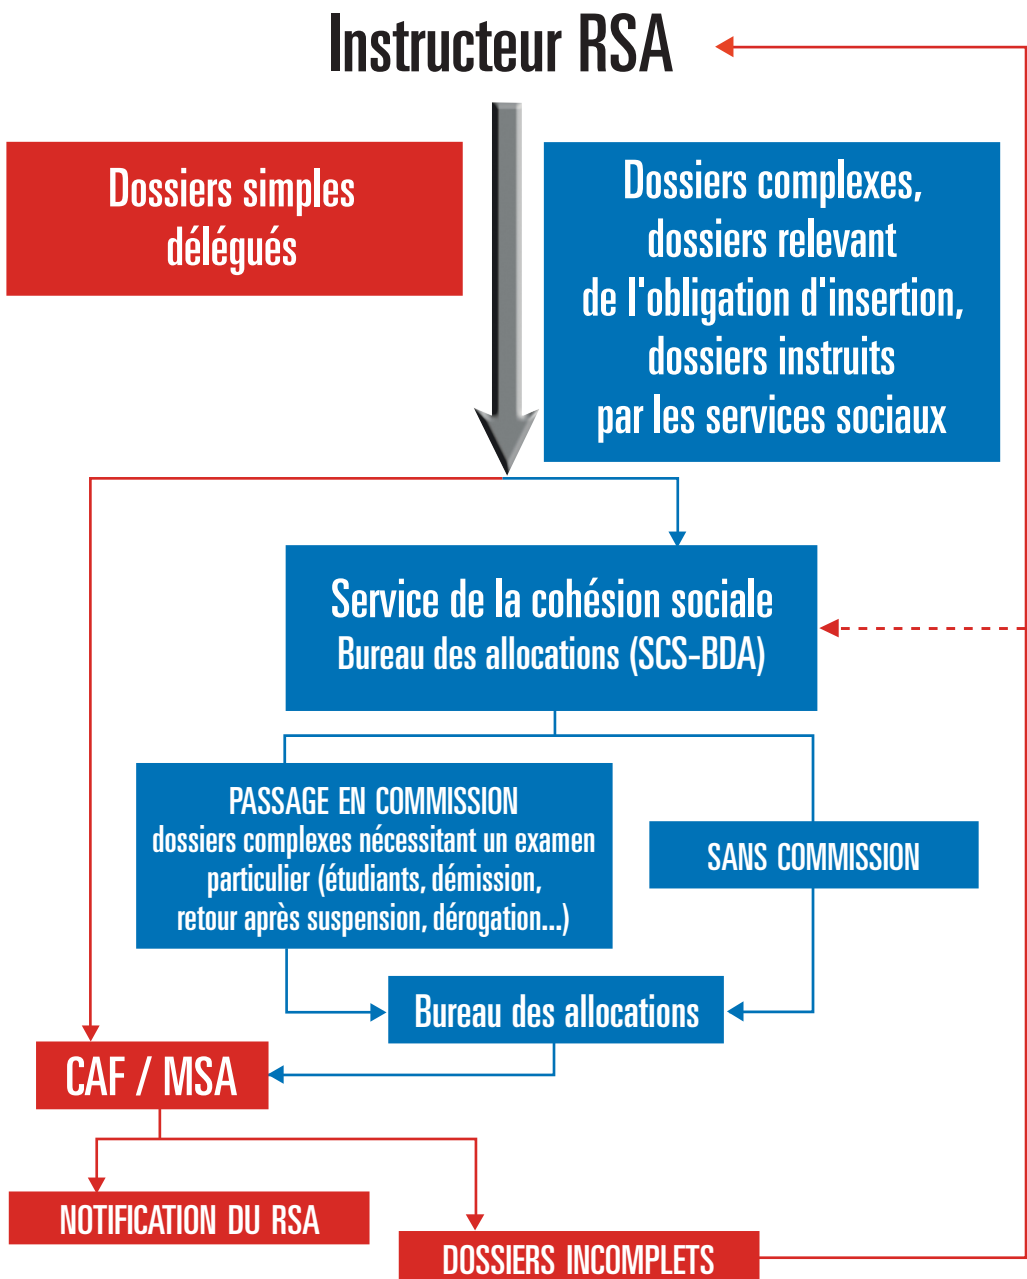 Instructeur RSA
Dossiers simples
délégués
Dossiers complexes,
dossiers relevant
de l'obligation d'insertion,
dossiers instruits
par les services sociaux
Service de la cohésion sociale
Bureau des allocations (SCS-BDA)
PASSAGE EN COMMISSION
dossiers complexes nécessitant un examen
particulier (étudiants, démission,
retour après suspension, dérogation...)
SANS COMMISSION
Bureau des allocations
CAF / MSA
NOTIFICATION DU RSA
DOSSIERS INCOMPLETS